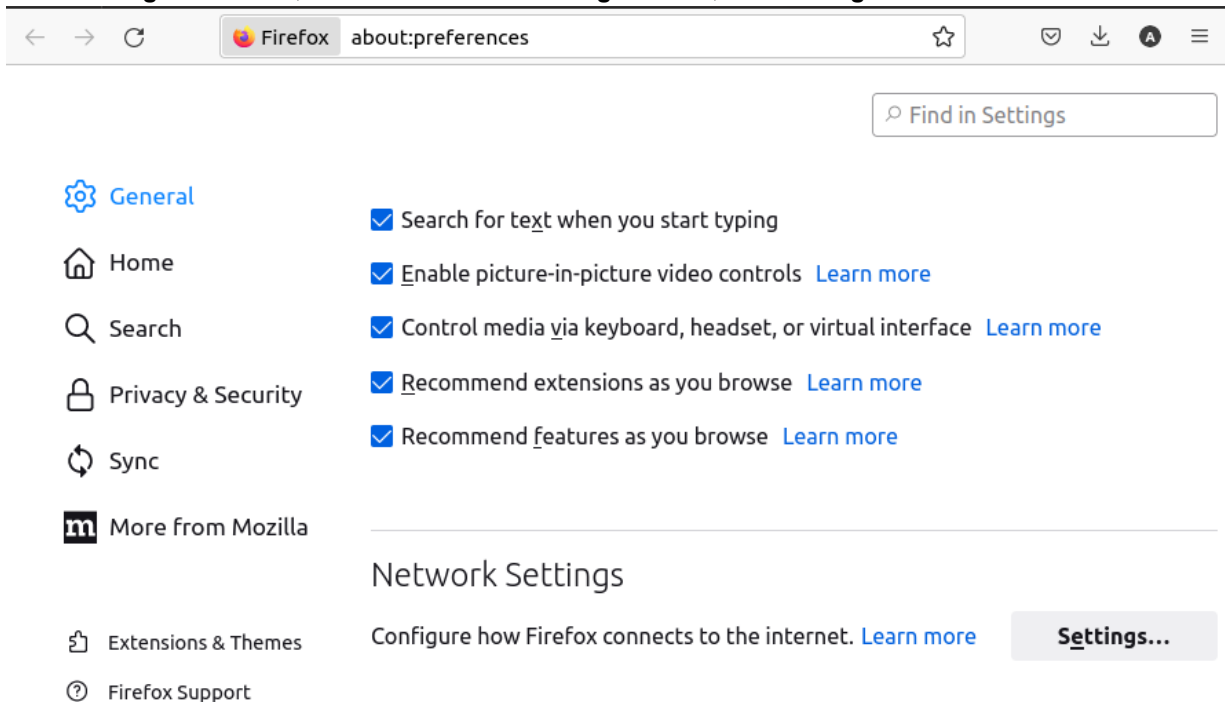 Firefox about:preferences
A
Find in Settings
General
Search for text when you start typing
Home
Enable picture-in-picture video controls Learn more
Search
Control media via keyboard, headset, or virtual interface Learn more
Privacy & Security
Recommend extensions as you browse Learn more
Recommend features as you browse Learn more
Sync
m More from Mozilla
Network Settings
Extensions & Themes
Configure how Firefox connects to the internet. Learn more Settings...
Firefox Support